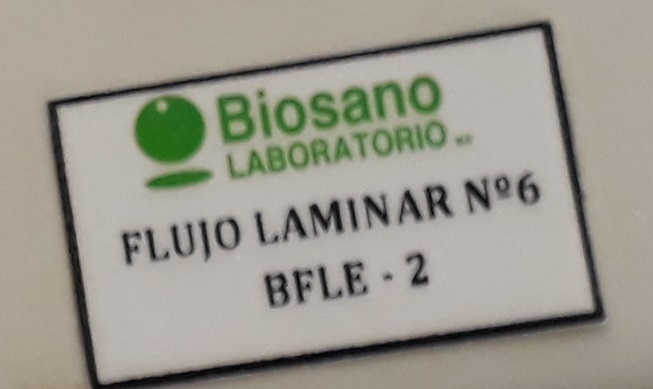 Biosano
LABORATORIO
FLUJO LAMINAR Nº6
BFLE - 2